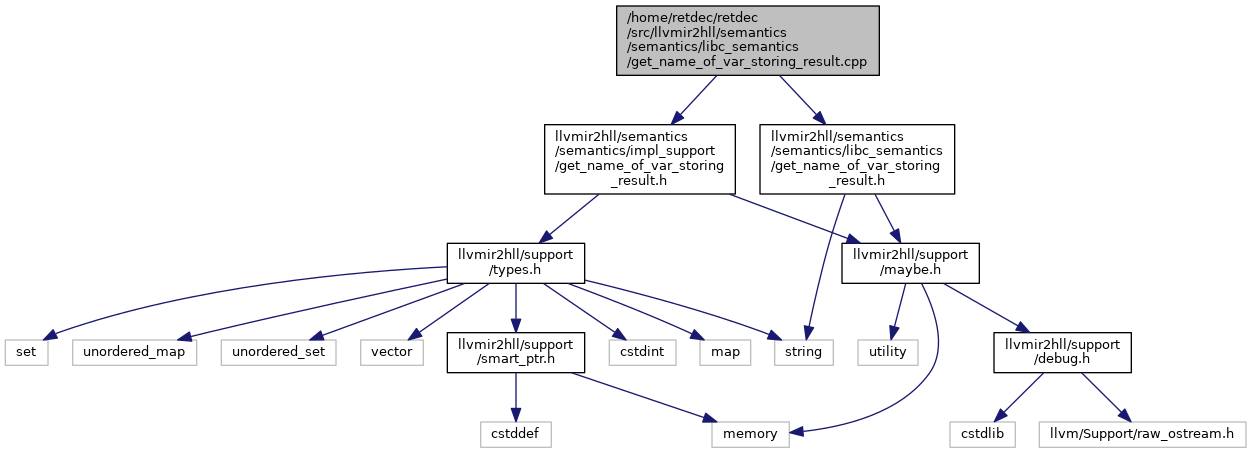 /home/retdec/retdec
/src/llvmir2hll/semantics
/semantics/libc_semantics
/get_name_of_var_storing_result.cpp
llvmir2hll/semantics
/semantics/impl_support
/get_name_of_var_storing
_result.h
llvmir2hll/semantics
/semantics/libc_semantics
/get_name_of_var_storing
_result.h
llvmir2hll/support
/types.h
llvmir2hll/support
/maybe.h
set
unordered_map
unordered_set
vector
llvmir2hll/support
/smart_ptr.h
cstdint
map
string
utility
llvmir2hll/support
/debug.h
cstddef
memory
cstdlib
llvm/Support/raw_ostream.h